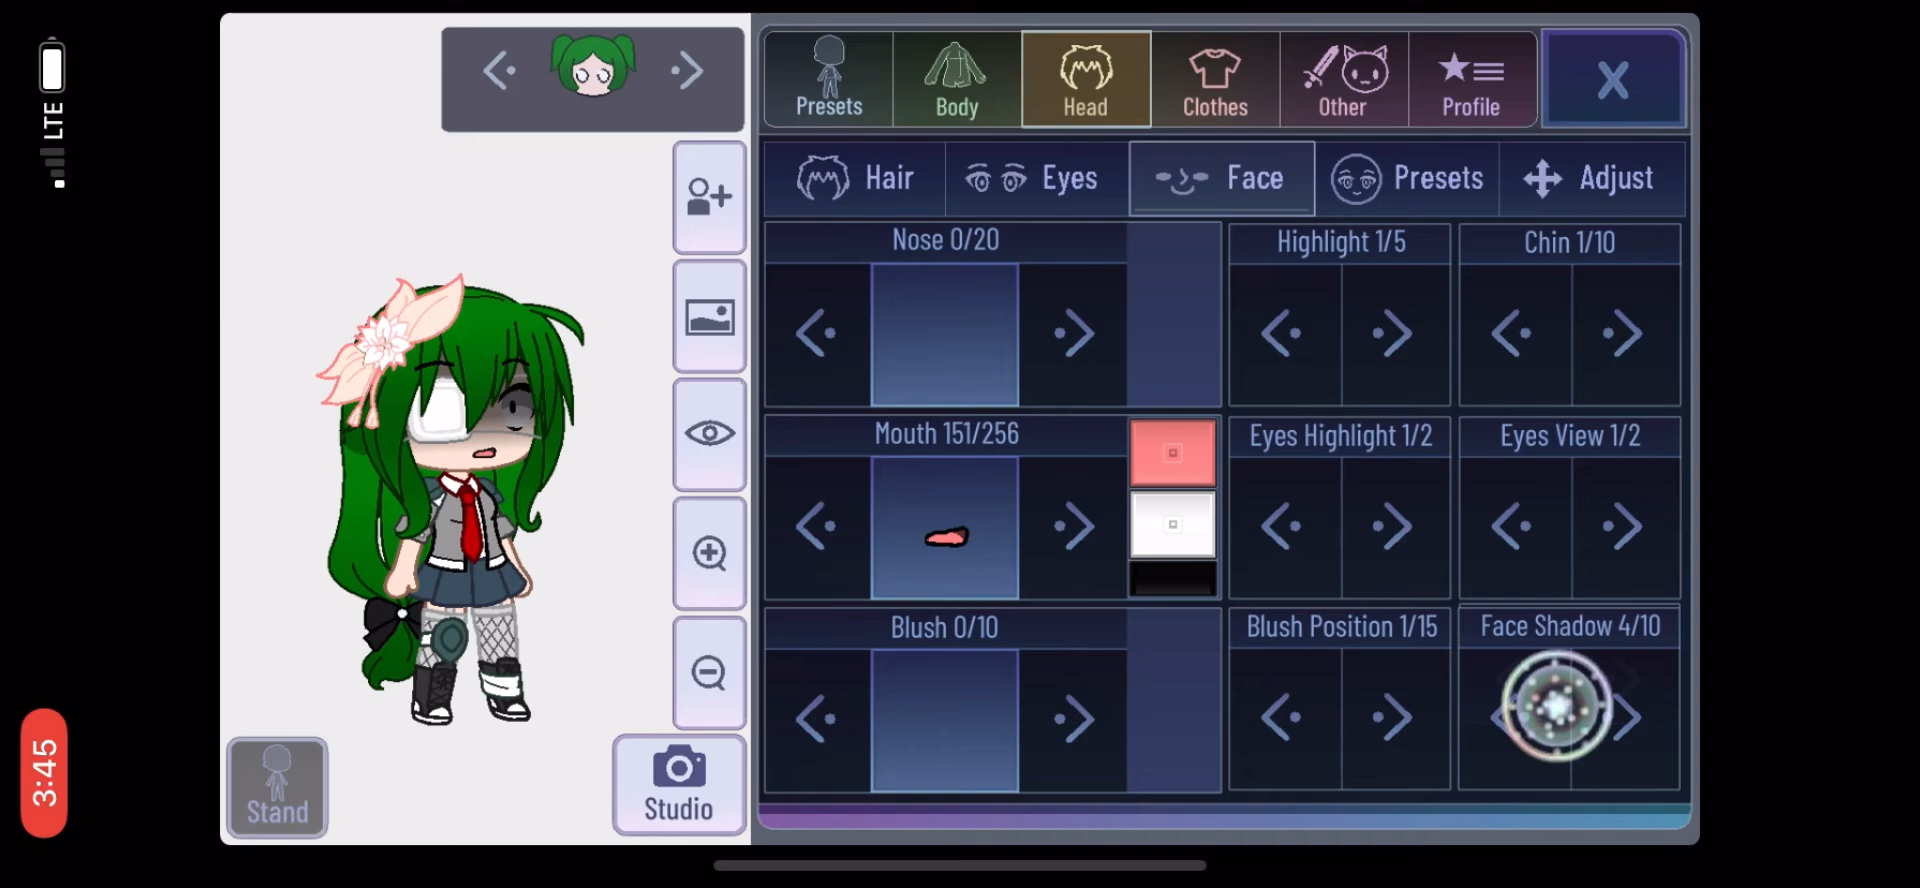 LTE
3:45
Presets
Body
Head
Clothes
Other
Profile
X
Hair
Eyes
Face
Presets
Adjust
Nose 0/20
Highlight 1/5
Chin 1/10
Mouth 151/256
Eyes Highlight 1/2
Eyes View 1/2
Blush 0/10
Blush Position 1/15
Face Shadow 4/10
Stand
Studio